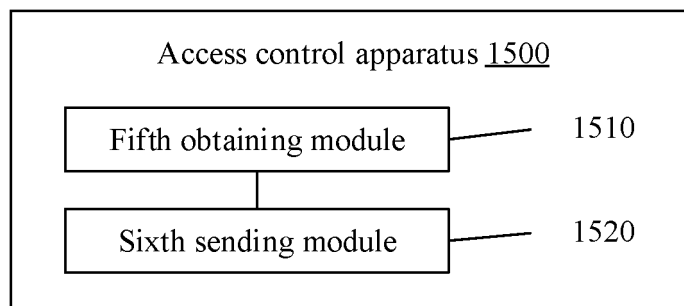 Access control apparatus 1500
Fifth obtaining module 1510
Sixth sending module 1520